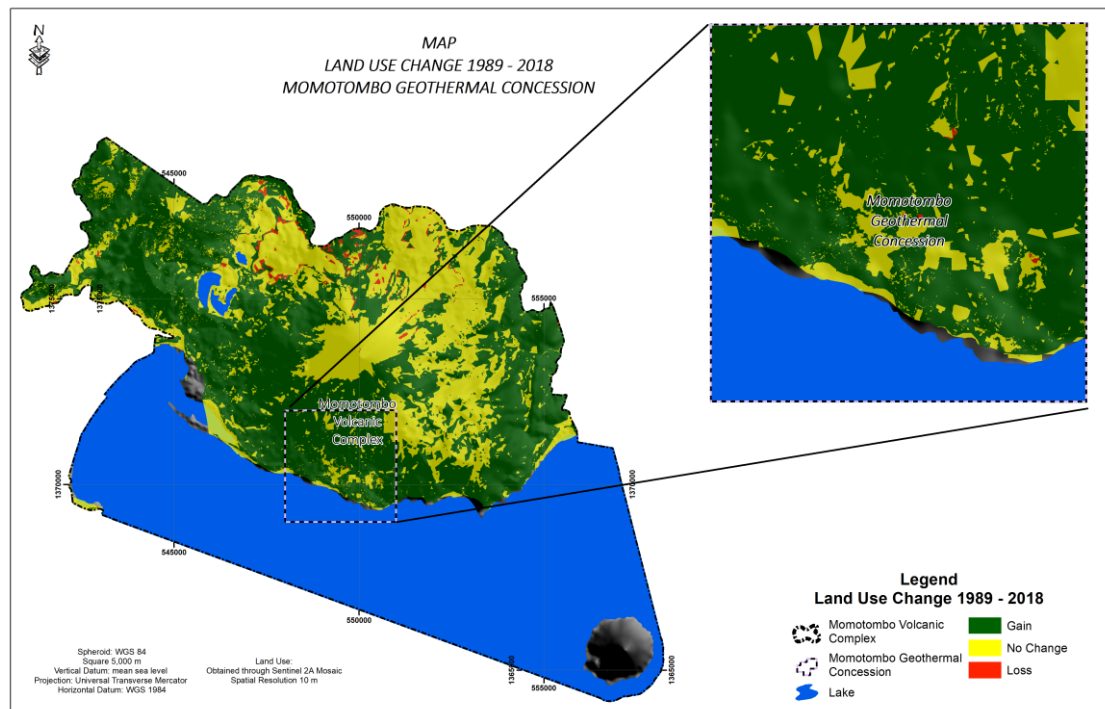 N
MAP
LAND USE CHANGE 1989 - 2018
MOMOTOMBO GEOTHERMAL CONCESSION
545000
550000
555000
1375000
1375000
Momotombo
Geothermal
Concession
Momotombo
Volcanic
Complex
1370000
1370000
545000
550000
555000
1365000
1365000
Legend
Land Use Change 1989 - 2018
Momotombo Volcanic
Complex
Momotombo Geothermal
Concession
Lake
Gain
No Change
Loss
Spheroid: WGS 84
Square 5,000 m
Vertical Datum: mean sea level
Projection: Universal Transverse Mercator
Horizontal Datum: WGS 1984
Land Use:
Obtained through Sentinel 2A Mosaic
Spatial Resolution 10 m